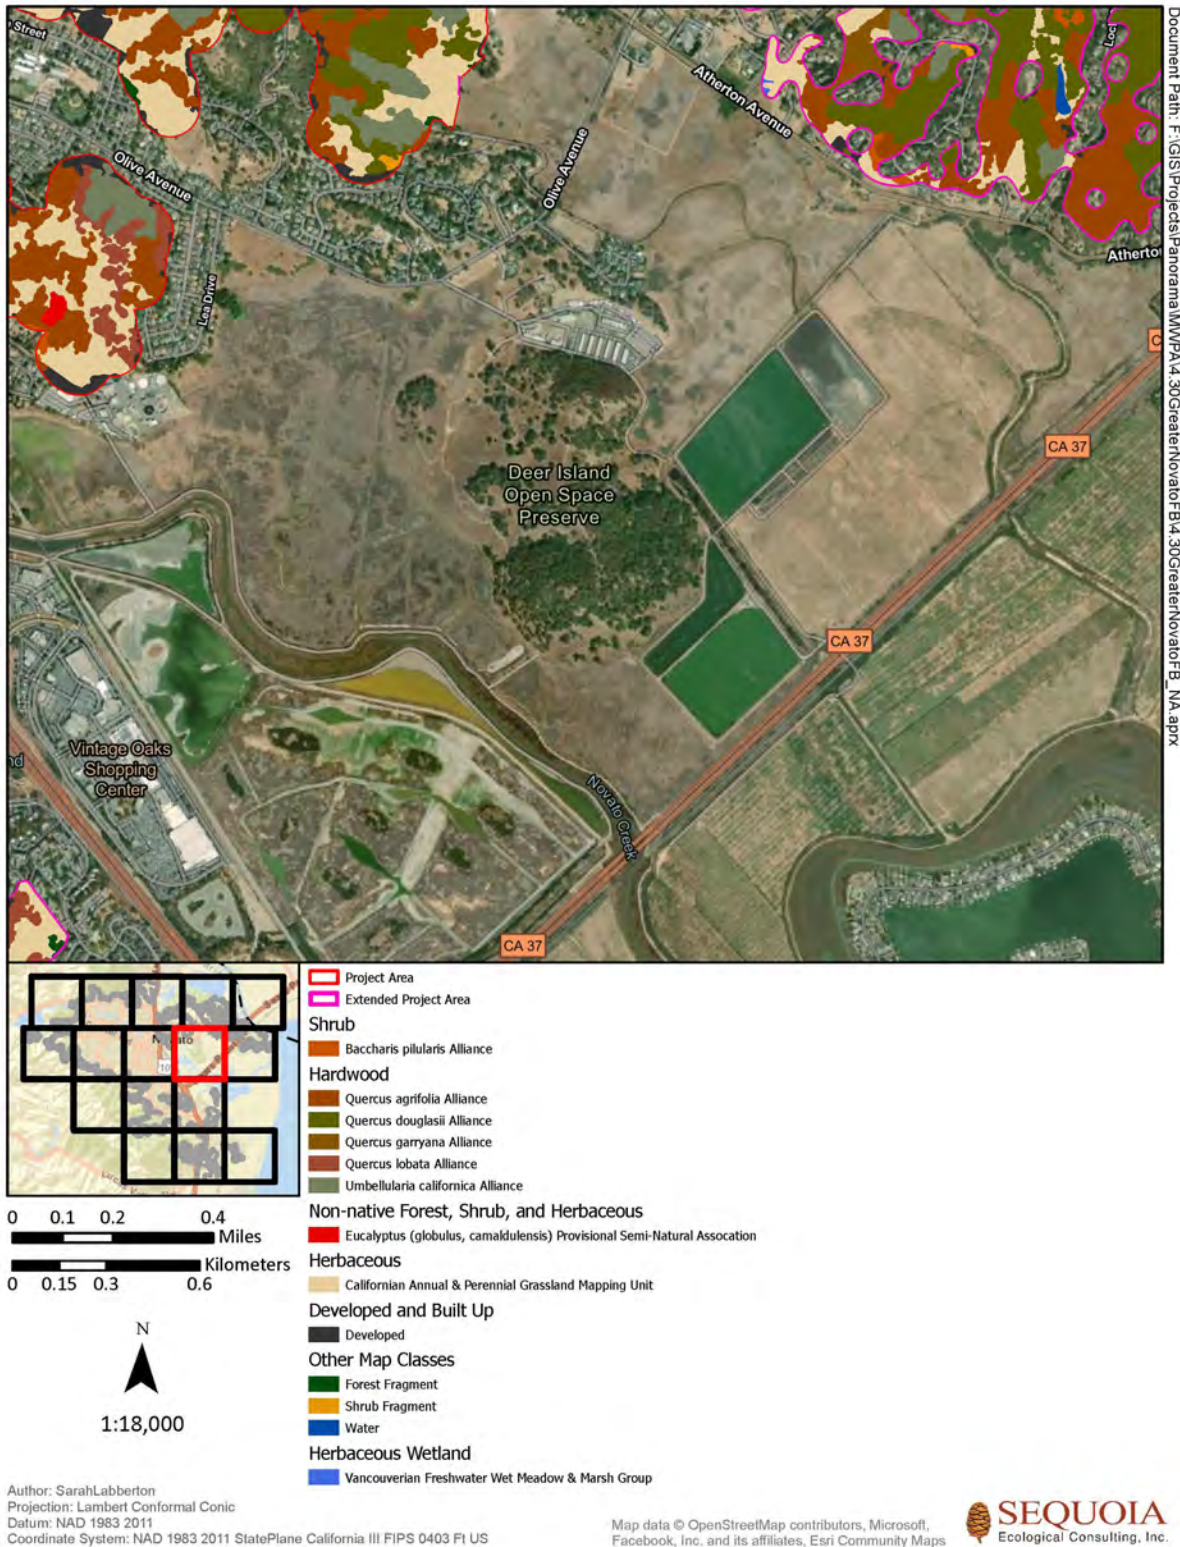 Street
Loc
Atherton Avenue
Olive Avenue
Olive Avenue
Atherto
Lea Drive
C
CA 37
Deer Island
Open Space
Preserve
CA 37
Vintage Oaks
Shopping
Center
nd
Novato Creek
CA 37
Document Path: F:\GIS\Projects\Panorama\MWPA\4.30GreaterNovatoFB\4.30GreaterNovatoFB_NA.aprx
Project Area
Extended Project Area
Shrub
Baccharis pilularis Alliance
Hardwood
Quercus agrifolia Alliance
Quercus douglasii Alliance
Quercus garryana Alliance
Quercus lobata Alliance
Umbellularia californica Alliance
Non-native Forest, Shrub, and Herbaceous
Eucalyptus (globulus, camaldulensis) Provisional Semi-Natural Assocation
Herbaceous
Californian Annual & Perennial Grassland Mapping Unit
Developed and Built Up
Developed
Other Map Classes
Forest Fragment
Shrub Fragment
Water
Herbaceous Wetland
Vancouverian Freshwater Wet Meadow & Marsh Group
0 0.1 0.2 0.4
Miles
Kilometers
0 0.15 0.3 0.6
N
1:18,000
Author: SarahLabberton
Projection: Lambert Conformal Conic
Datum: NAD 1983 2011
Coordinate System: NAD 1983 2011 StatePlane California III FIPS 0403 Ft US
Map data © OpenStreetMap contributors, Microsoft,
Facebook, Inc. and its affiliates, Esri Community Maps
SEQUOIA
Ecological Consulting, Inc.